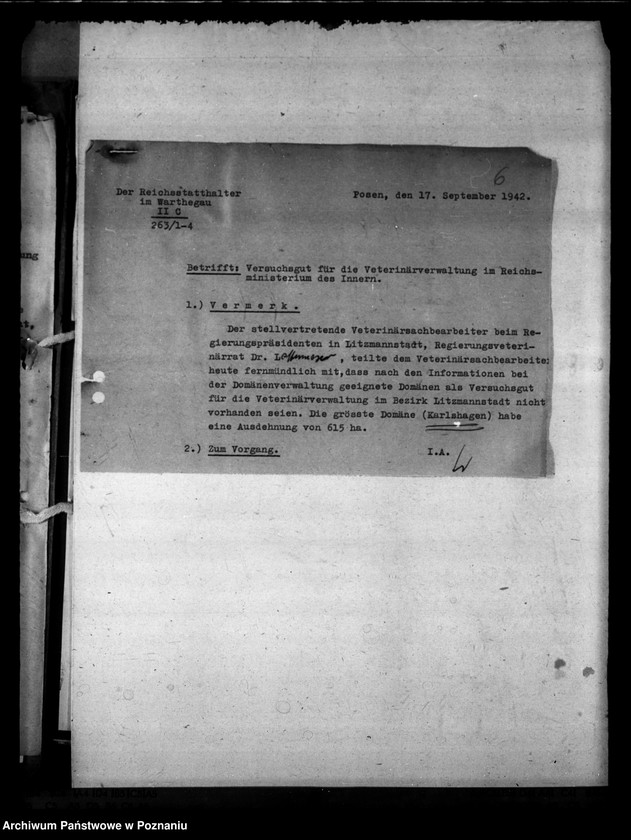 6
Der Reichsstatthalter
im Warthegau
II C
263/1-4
Posen, den 17. September 1942.
Betrifft: Versuchsgut für die Veterinärverwaltung im Reichs-
ministerium des Innern.
1.) V e r m e r k .
Der stellvertretende Veterinärsachbearbeiter beim Re-
gierungspräsidenten in Litzmannstadt, Regierungsveteri-
närrat Dr. , teilte dem Veterinärsachbearbeite
heute fernmündlich mit, dass nach den Informationen bei
der Domänenverwaltung geeignete Domänen als Versuchsgut
für die Veterinärverwaltung im Bezirk Litzmannstadt nicht
vorhanden seien. Die grösste Domäne (Karlshagen) habe
eine Ausdehnung von 615 ha.
2.) Zum Vorgang.
I.A.
Archiwum Państwowe w Poznaniu